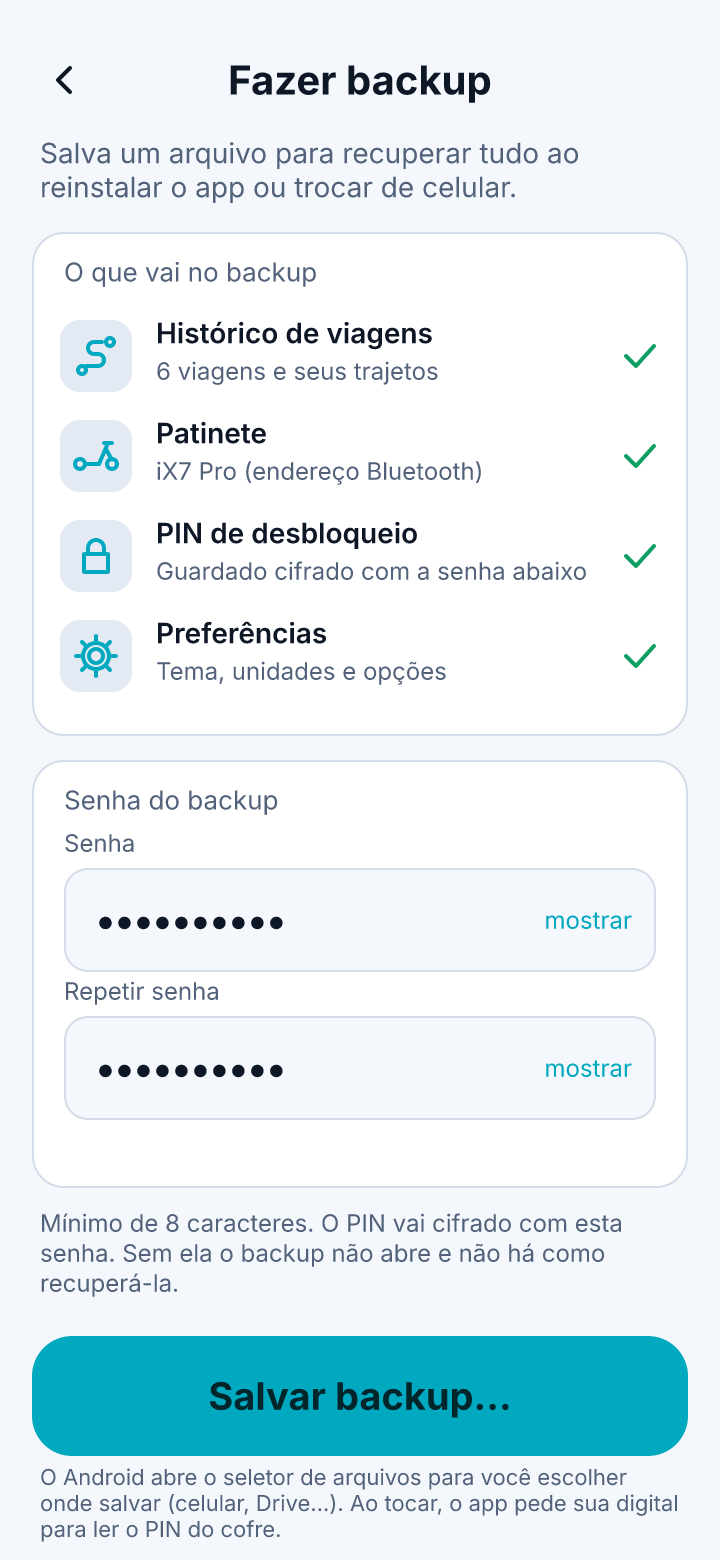 Fazer backup
Salva um arquivo para recuperar tudo ao
reinstalar o app ou trocar de celular.
O que vai no backup
Histórico de viagens
6 viagens e seus trajetos
Patinete
iX7 Pro (endereço Bluetooth)
PIN de desbloqueio
Guardado cifrado com a senha abaixo
Preferências
Tema, unidades e opções
Senha do backup
Senha
●●●●●●●●●● mostrar
Repetir senha
●●●●●●●●●● mostrar
Mínimo de 8 caracteres. O PIN vai cifrado com esta
senha. Sem ela o backup não abre e não há como
recuperá-la.
Salvar backup...
O Android abre o seletor de arquivos para você escolher
onde salvar (celular, Drive...). Ao tocar, o app pede sua digital
para ler o PIN do cofre.